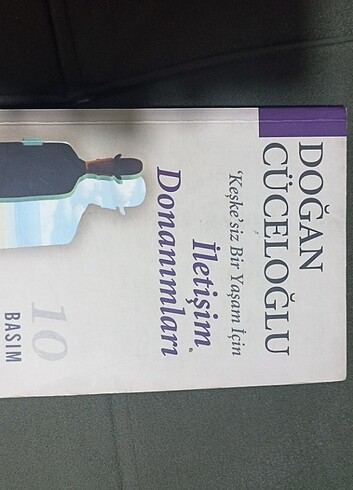 DOĞAN
CÜCELOĞLU
'Keşke'siz Bir Yaşam İçin
İletişim
Donanımları
10
BASIM